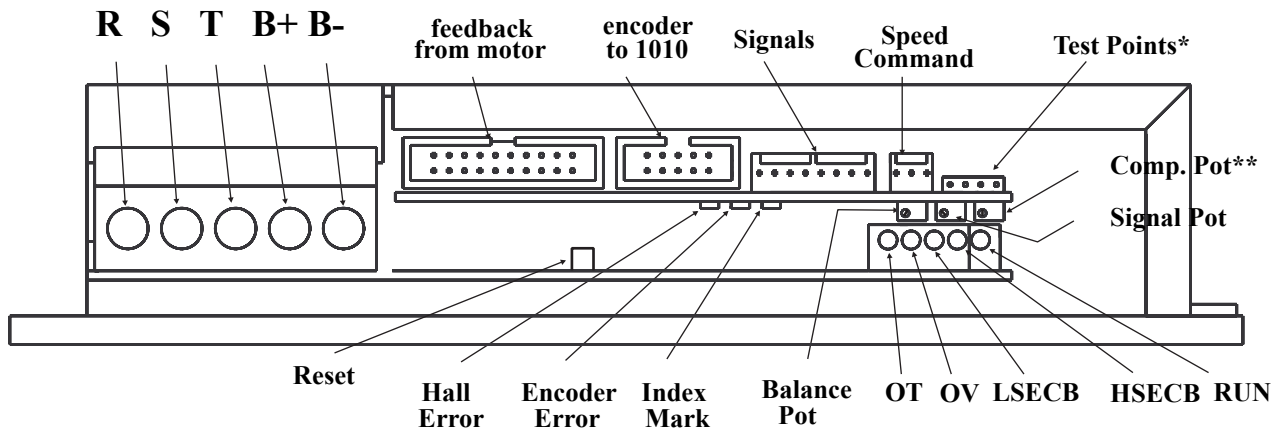 R S T B+ B-
feedback
from motor
encoder
to 1010
Signals
Speed
Command
Test Points*
Comp. Pot**
Signal Pot
Reset
Hall
Error
Encoder
Error
Index
Mark
Balance
Pot
OT OV LSECB HSECB RUN